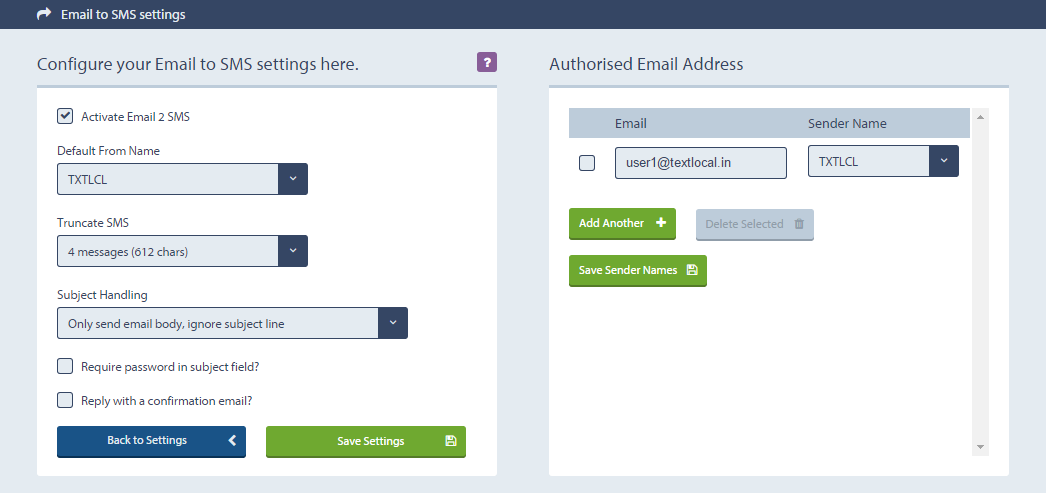 Email to SMS settings
Configure your Email to SMS settings here.
?
Activate Email 2 SMS
Default From Name
TXTLCL
Truncate SMS
4 messages (612 chars)
Subject Handling
Only send email body, ignore subject line
Require password in subject field?
Reply with a confirmation email?
Back to Settings
Save Settings
Authorised Email Address
Email Sender Name
user1@textlocal.in TXTLCL
Add Another Delete Selected
Save Sender Names